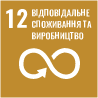 12 ВІДПОВІДАЛЬНЕ
СПОЖИВАННЯ ТА
ВИРОБНИЦТВО